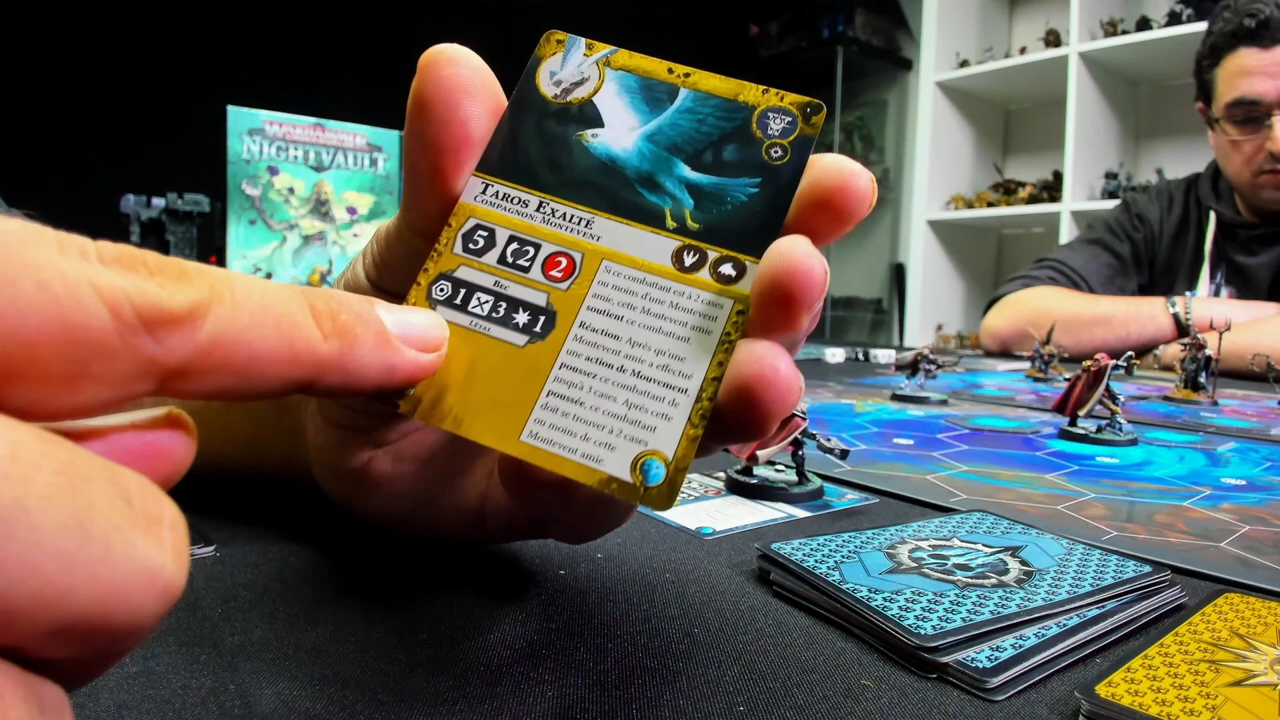 WARHAMMER
NIGHTVAULT
TAROS EXALTÉ
COMPAGNON: MONTEVENT
5 2 2
BEC
1 3 1
LÉTAL
Si ce combattant est à 2 cases
ou moins d'une Montevent
amie, cette Montevent amie
soutient ce combattant.
Réaction: Après qu'une
Montevent amie a effectué
une action de Mouvement,
poussez ce combattant de
jusqu'à 3 cases. Après cette
poussée, ce combattant
doit se trouver à 2 cases
ou moins de cette
Montevent amie.